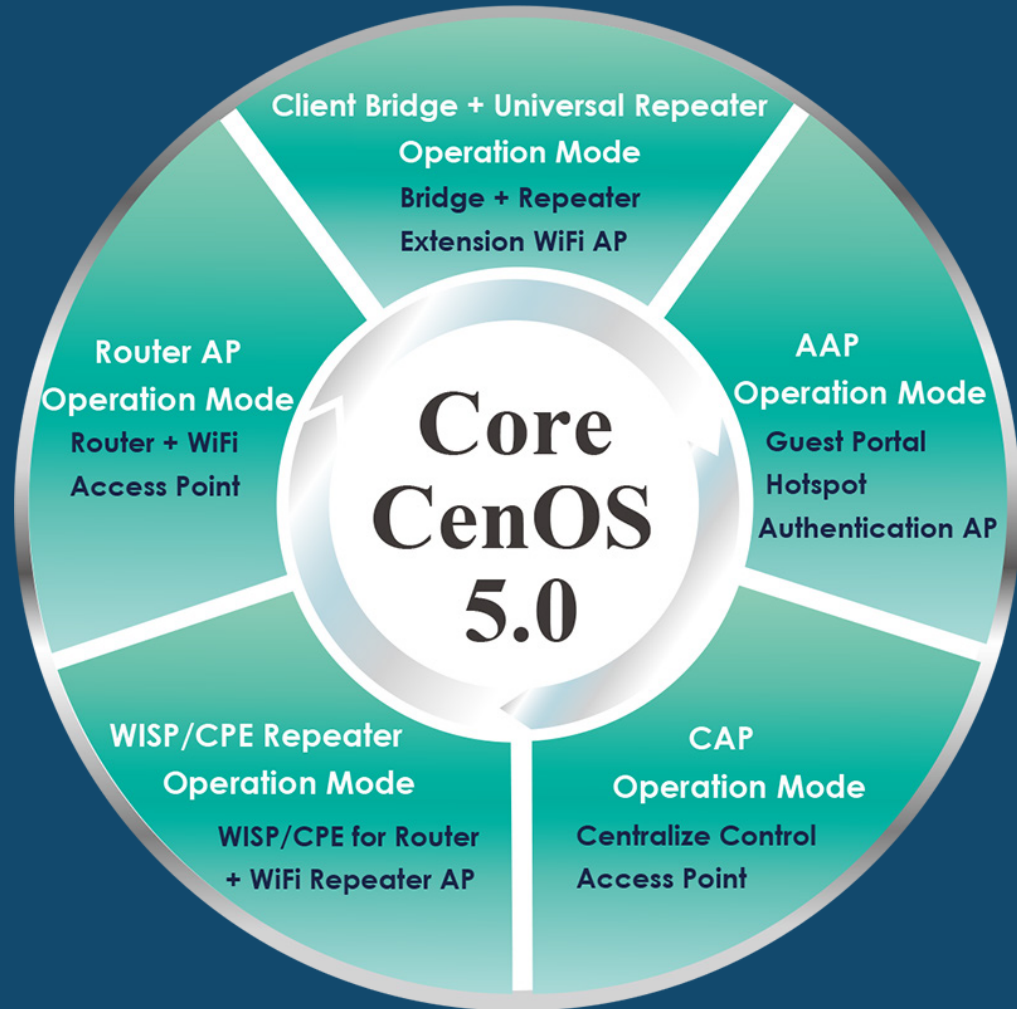 Client Bridge + Universal Repeater
Operation Mode
Bridge + Repeater
Extension WiFi AP
AAP
Operation Mode
Guest Portal
Hotspot
Authentication AP
CAP
Operation Mode
Centralize Control
Access Point
WISP/CPE Repeater
Operation Mode
WISP/CPE for Router
+ WiFi Repeater AP
Router AP
Operation Mode
Router + WiFi
Access Point
Core
CenOS
5.0